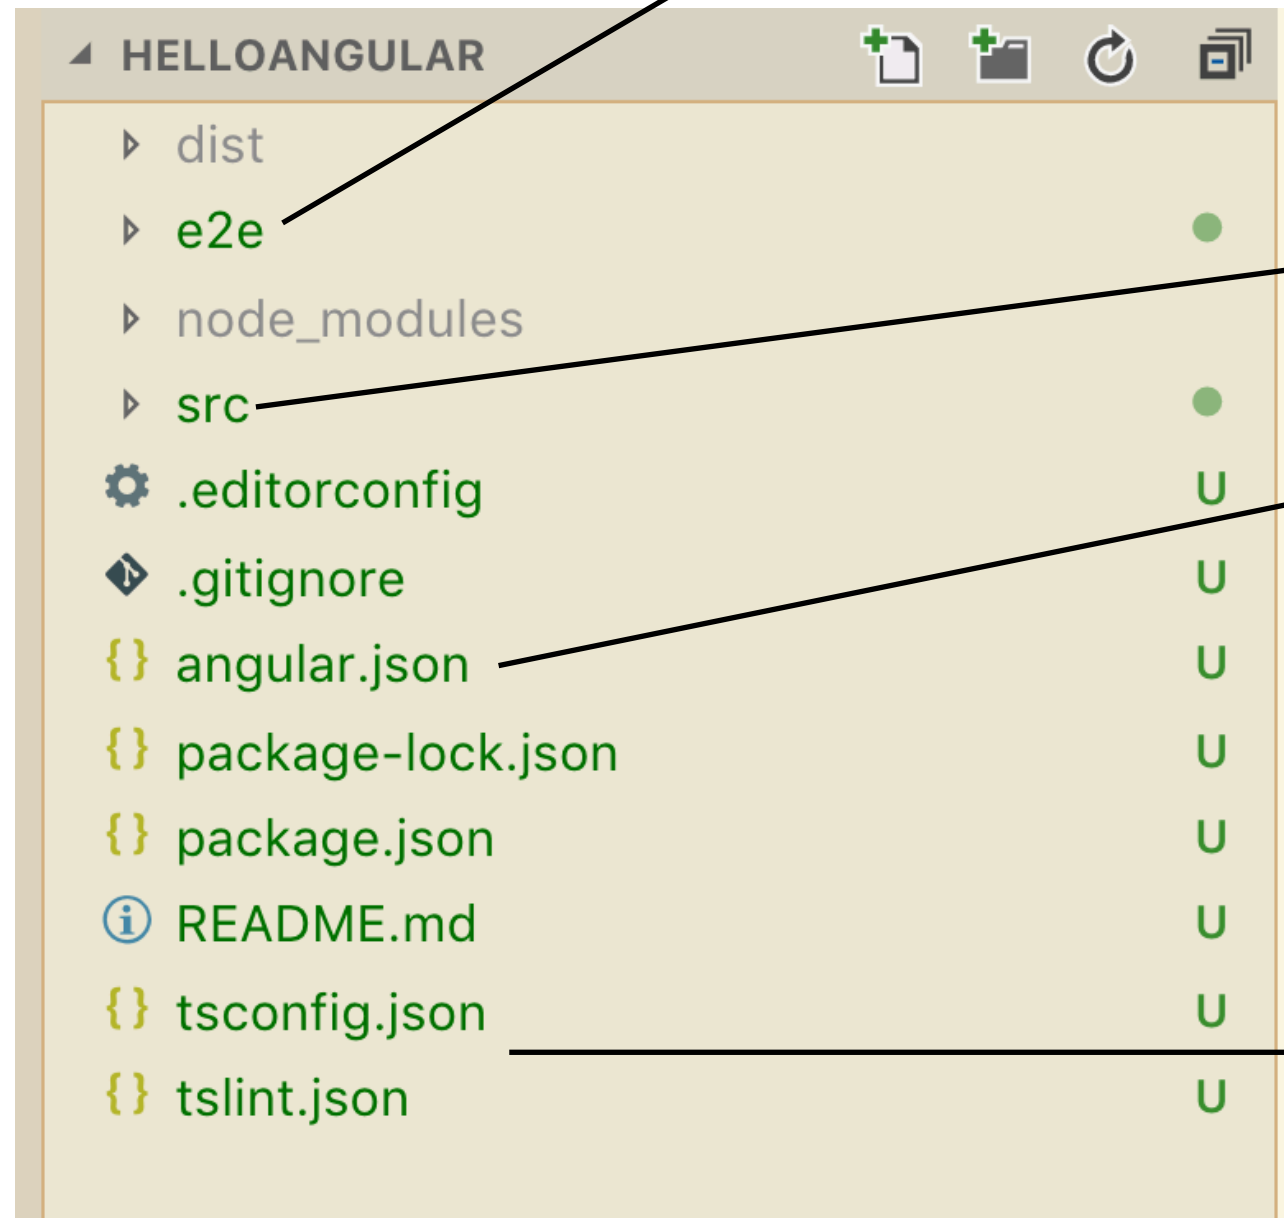 HELLOANGULAR
dist
e2e
node_modules
src
.editorconfig U
.gitignore U
angular.json U
package-lock.json U
package.json U
README.md U
tsconfig.json U
tslint.json U